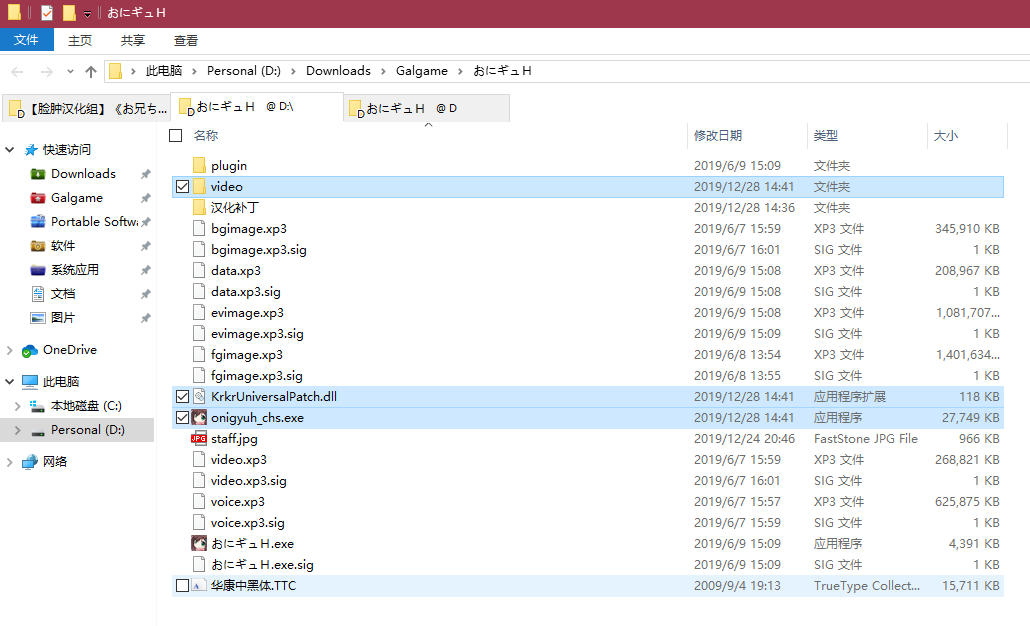 おにギュH
文件 主页 共享 查看
此电脑 Personal (D:) Downloads Galgame おにギュH
【脸肿汉化组】《お兄ち... おにギュH @ D:\ おにギュH @ D
名称 修改日期 类型 大小
快速访问
Downloads
Galgame
Portable Softwa
软件
系统应用
文档
图片
OneDrive
此电脑
本地磁盘 (C:)
Personal (D:)
网络
plugin 2019/6/9 15:09 文件夹
video 2019/12/28 14:41 文件夹
汉化补丁 2019/12/28 14:36 文件夹
bgimage.xp3 2019/6/7 15:59 XP3 文件 345,910 KB
bgimage.xp3.sig 2019/6/7 16:01 SIG 文件 1 KB
data.xp3 2019/6/9 15:08 XP3 文件 208,967 KB
data.xp3.sig 2019/6/9 15:08 SIG 文件 1 KB
evimage.xp3 2019/6/9 15:08 XP3 文件 1,081,707...
evimage.xp3.sig 2019/6/9 15:09 SIG 文件 1 KB
fgimage.xp3 2019/6/8 13:54 XP3 文件 1,401,634...
fgimage.xp3.sig 2019/6/8 13:55 SIG 文件 1 KB
KrkrUniversalPatch.dll 2019/12/28 14:41 应用程序扩展 118 KB
onigyuh_chs.exe 2019/12/28 14:41 应用程序 27,749 KB
staff.jpg 2019/12/24 20:46 FastStone JPG File 966 KB
video.xp3 2019/6/7 15:59 XP3 文件 268,821 KB
video.xp3.sig 2019/6/7 16:01 SIG 文件 1 KB
voice.xp3 2019/6/7 15:57 XP3 文件 625,875 KB
voice.xp3.sig 2019/6/7 15:59 SIG 文件 1 KB
おにギュH.exe 2019/6/9 15:09 应用程序 4,391 KB
おにギュH.exe.sig 2019/6/9 15:09 SIG 文件 1 KB
华康中黑体.TTC 2009/9/4 19:13 TrueType Collect... 15,711 KB